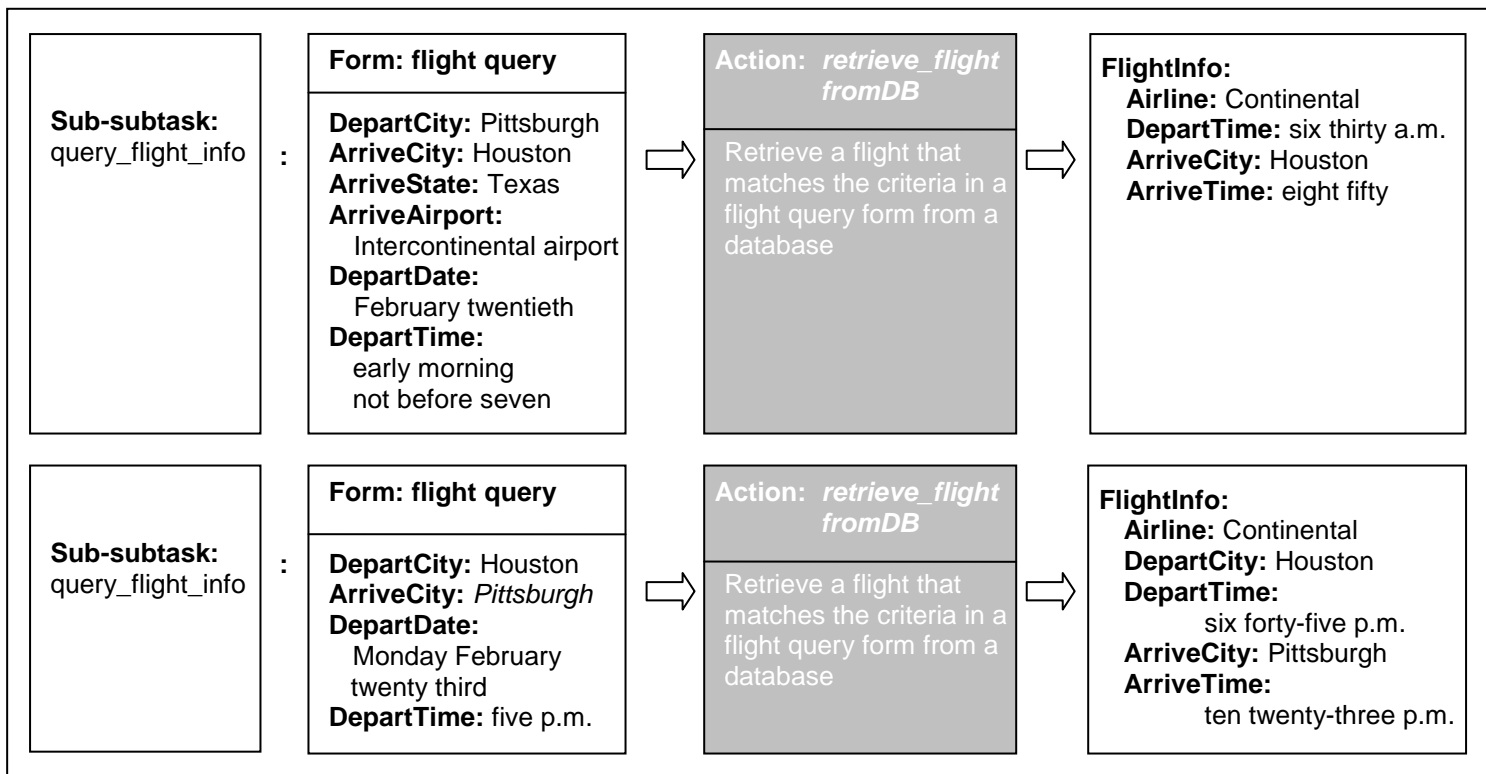 Sub-subtask:
query_flight_info
:
Form: flight query
DepartCity: Pittsburgh
ArriveCity: Houston
ArriveState: Texas
ArriveAirport:
Intercontinental airport
DepartDate:
February twentieth
DepartTime:
early morning
not before seven
Action: retrieve_flight
fromDB
Retrieve a flight that
matches the criteria in a
flight query form from a
database
FlightInfo:
Airline: Continental
DepartTime: six thirty a.m.
ArriveCity: Houston
ArriveTime: eight fifty
Sub-subtask:
query_flight_info
:
Form: flight query
DepartCity: Houston
ArriveCity: Pittsburgh
DepartDate:
Monday February
twenty third
DepartTime: five p.m.
Action: retrieve_flight
fromDB
Retrieve a flight that
matches the criteria in a
flight query form from a
database
FlightInfo:
Airline: Continental
DepartCity: Houston
DepartTime:
six forty-five p.m.
ArriveCity: Pittsburgh
ArriveTime:
ten twenty-three p.m.